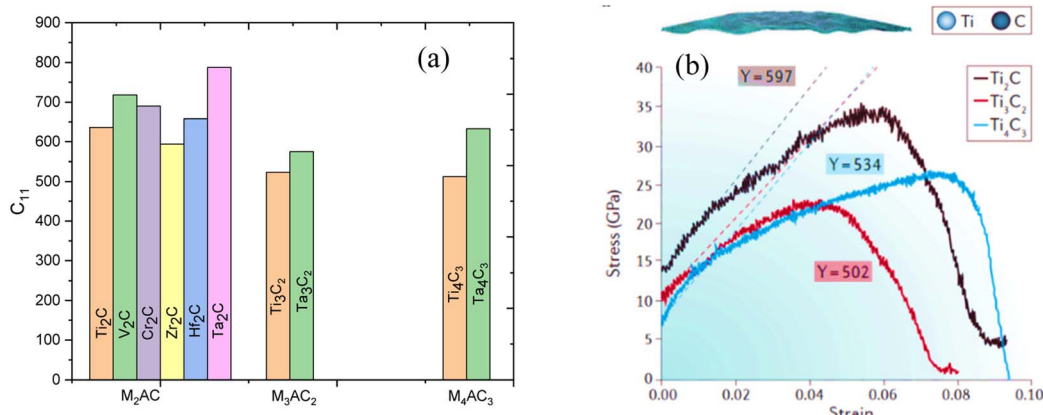 (a)
C11
900
800
700
600
500
400
300
200
100
0
Ti2C
V2C
Cr2C
Zr2C
Hf2C
Ta2C
Ti3C2
Ta3C2
Ti4C3
Ta4C3
M2AC
M3AC2
M4AC3
Ti C
(b)
Y = 597
Ti2C
Ti3C2
Ti4C3
Y = 534
Y = 502
Stress (GPa)
40
35
30
25
20
15
10
5
0
0.00
0.02
0.04
0.06
0.08
0.10
Strain